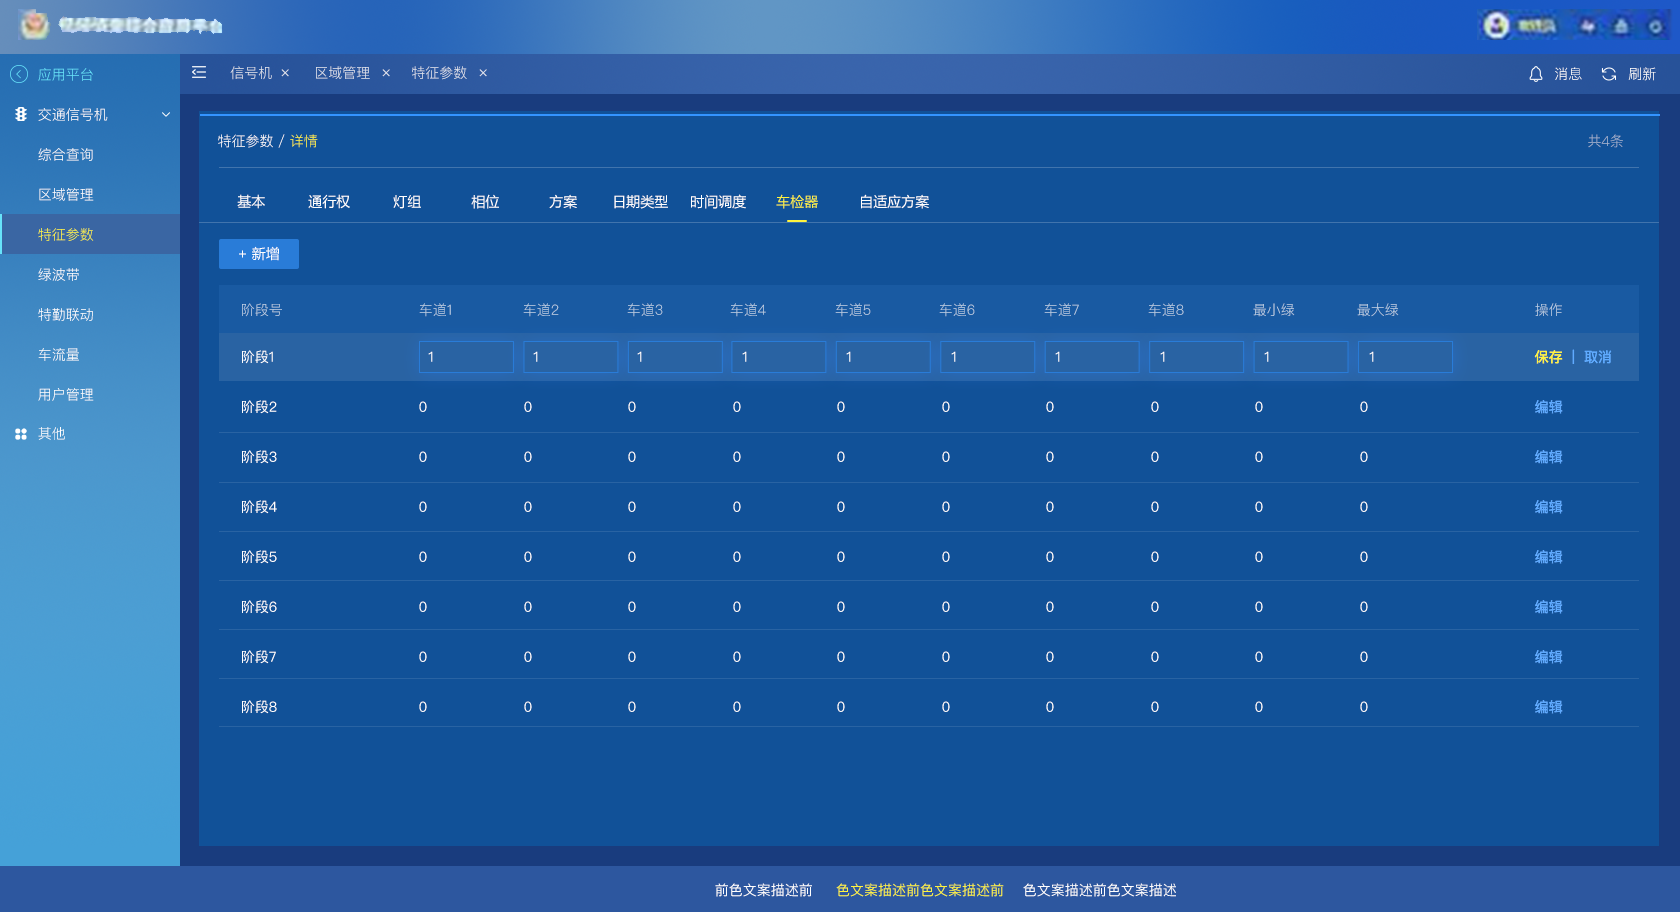 应用平台
信号机 × 区域管理 × 特征参数 ×
消息 刷新
交通信号机
综合查询
区域管理
特征参数
绿波带
特勤联动
车流量
用户管理
其他
特征参数 / 详情
共4条
基本 通行权 灯组 相位 方案 日期类型 时间调度 车检器 自适应方案
+ 新增
阶段号 车道1 车道2 车道3 车道4 车道5 车道6 车道7 车道8 最小绿 最大绿 操作
阶段1 1 1 1 1 1 1 1 1 1 1 保存 | 取消
阶段2 0 0 0 0 0 0 0 0 0 0 编辑
阶段3 0 0 0 0 0 0 0 0 0 0 编辑
阶段4 0 0 0 0 0 0 0 0 0 0 编辑
阶段5 0 0 0 0 0 0 0 0 0 0 编辑
阶段6 0 0 0 0 0 0 0 0 0 0 编辑
阶段7 0 0 0 0 0 0 0 0 0 0 编辑
阶段8 0 0 0 0 0 0 0 0 0 0 编辑
前色文案描述前 色文案描述前色文案描述前 色文案描述前色文案描述